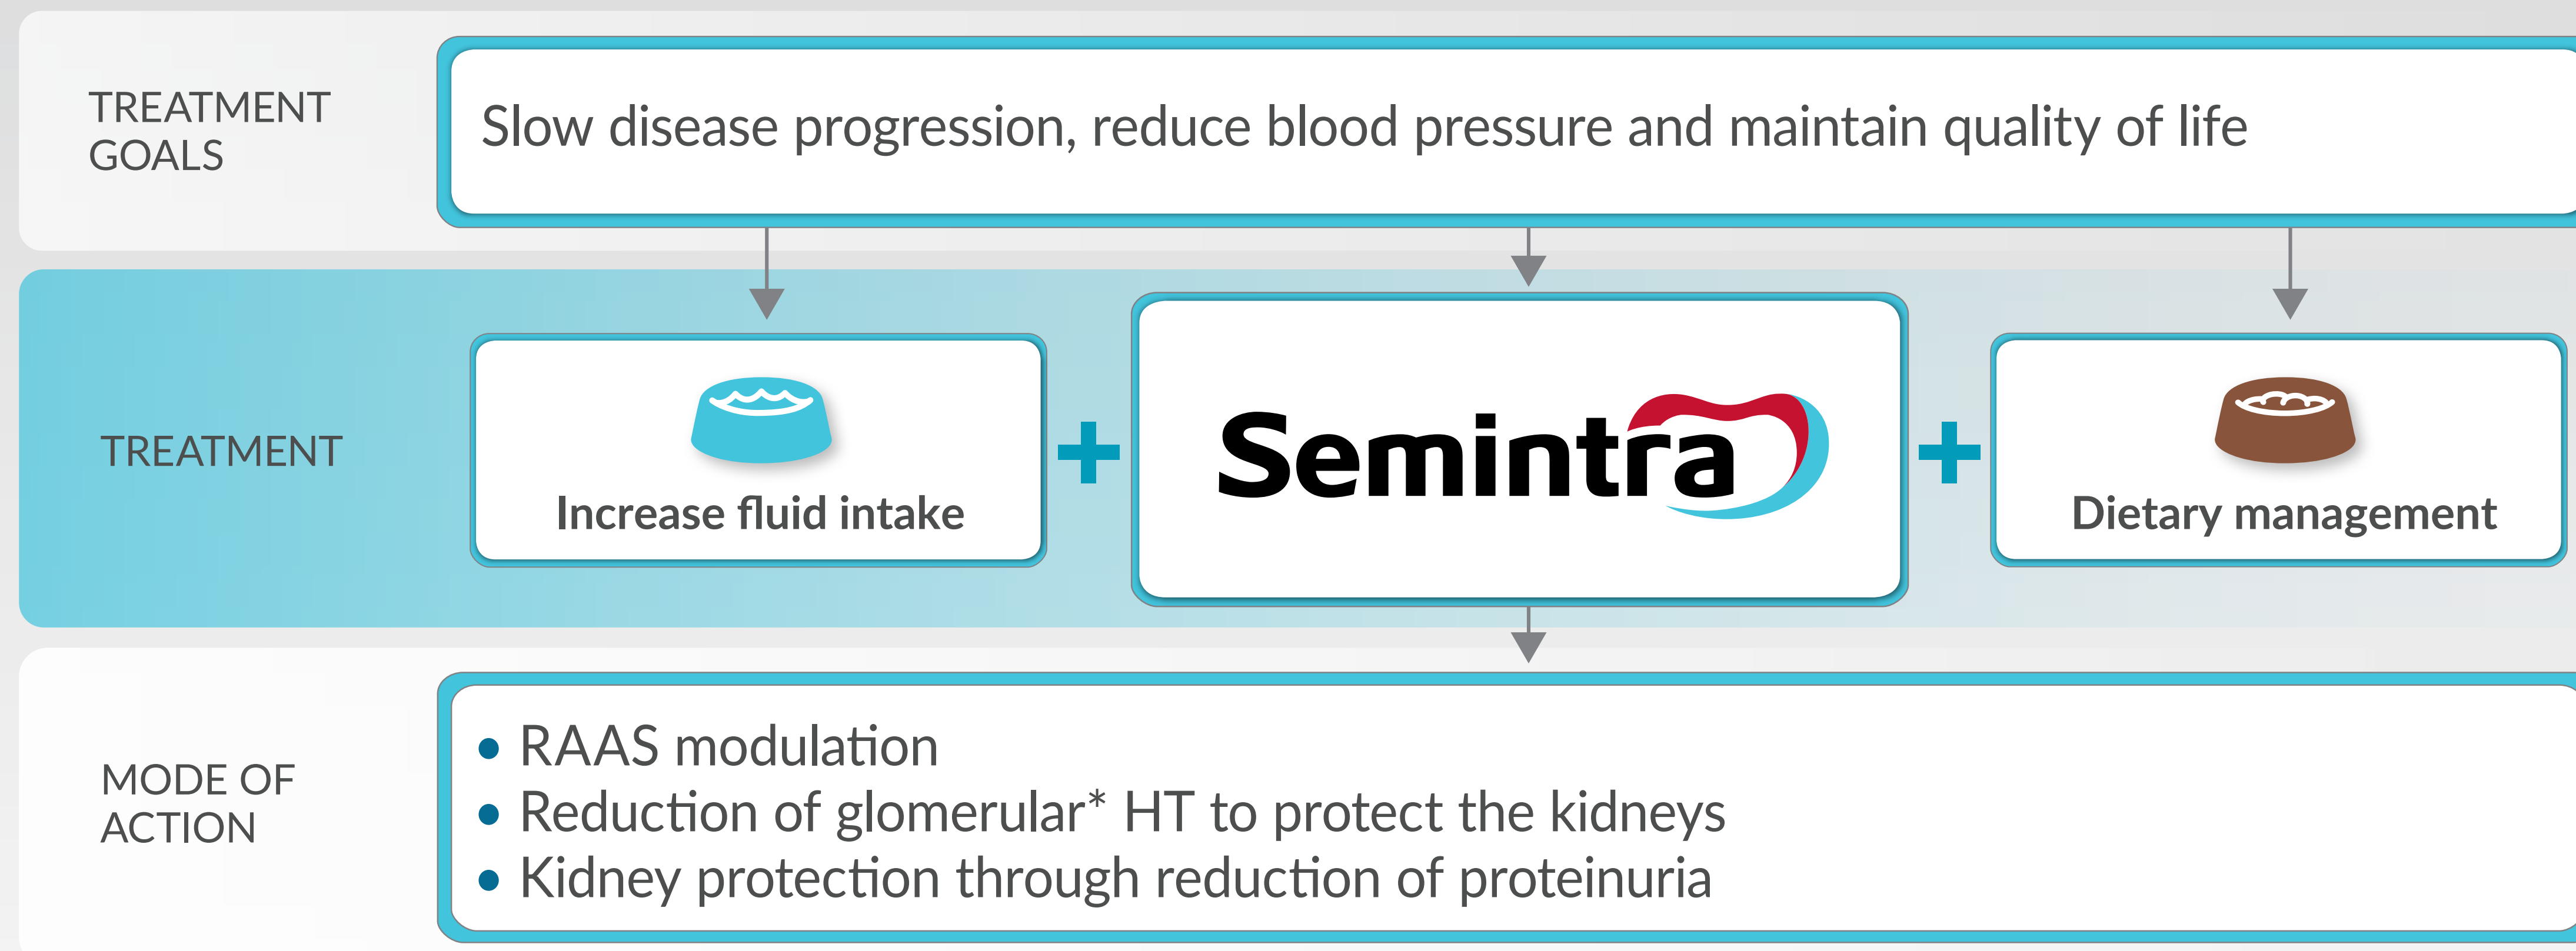 TREATMENT
GOALS
Slow disease progression, reduce blood pressure and maintain quality of life
TREATMENT
Increase fluid intake
+
Semintra
+
Dietary management
MODE OF
ACTION
• RAAS modulation
• Reduction of glomerular* HT to protect the kidneys
• Kidney protection through reduction of proteinuria